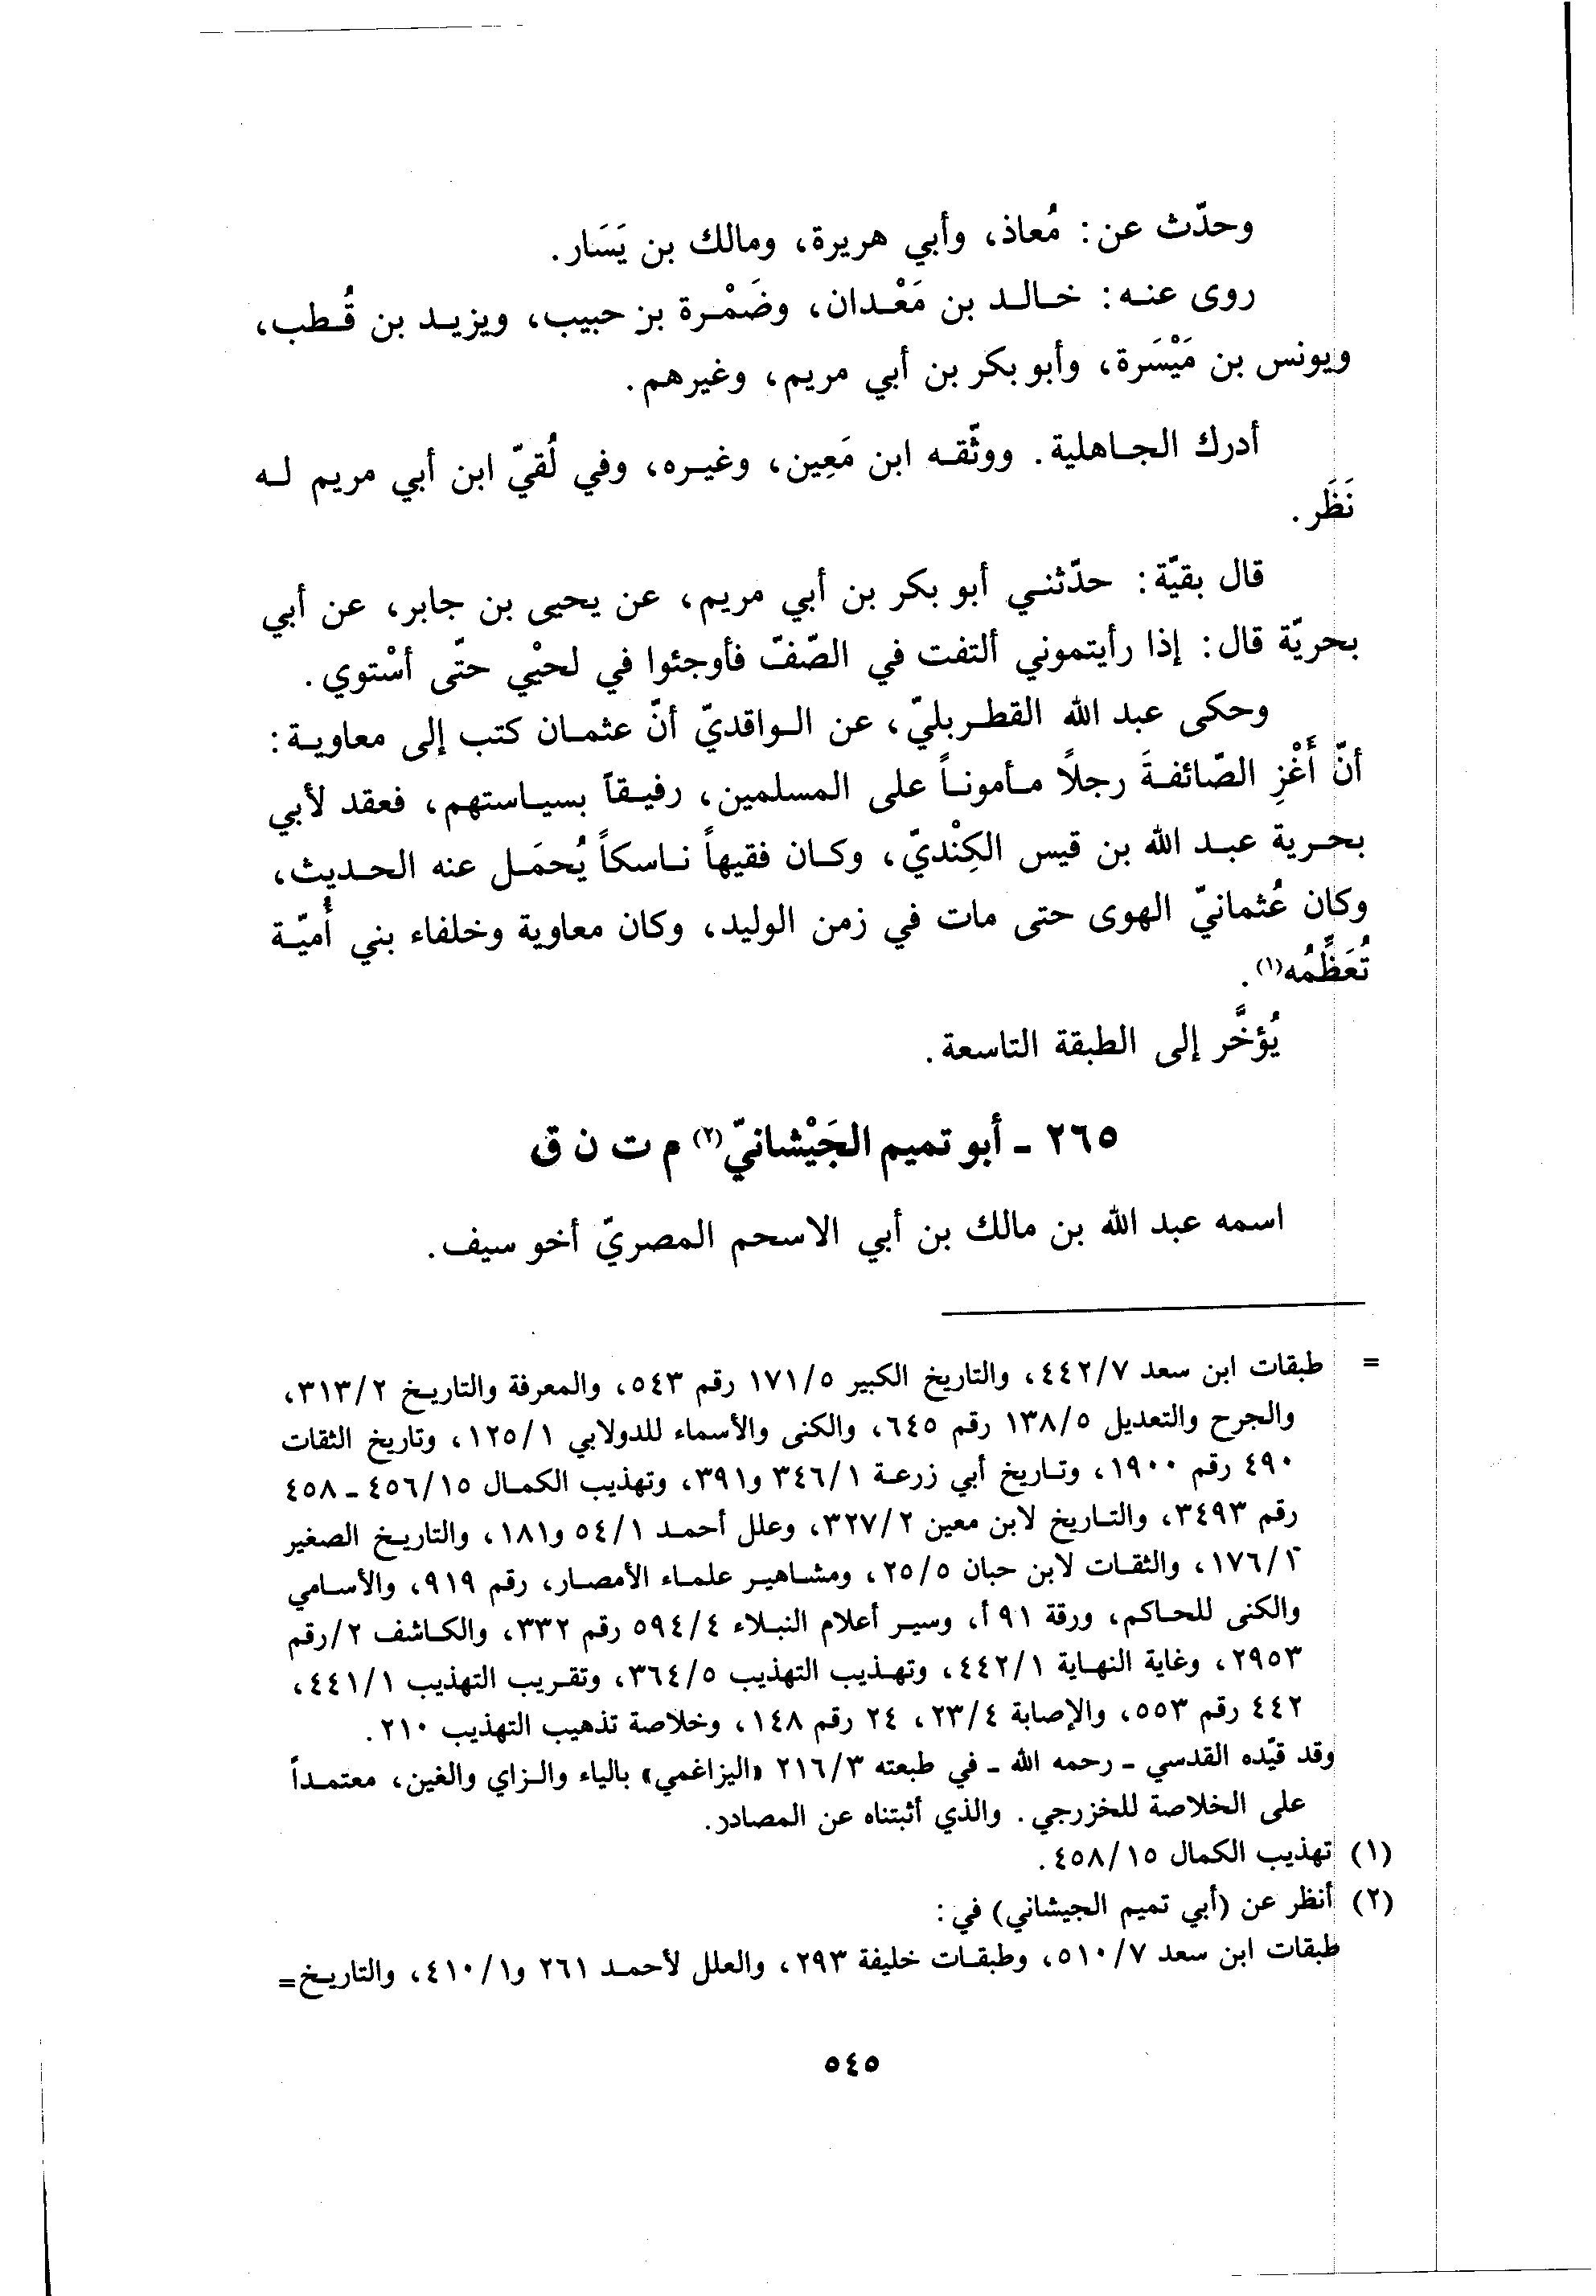 وحدّث عن: مُعاذ، وأبي هريرة، ومالك بن يَسَار.
روى عنه: خالد بن مَعْدان، وضَمْرة بن حبيب، ويزيد بن قُطب،
ويونس بن مَيْسَرة، وأبو بكر بن أبي مريم، وغيرهم.
أدرك الجاهلية. ووثّقه ابن مَعِين، وغيره، وفي لُقيّ ابن أبي مريم له
نَظَر.
قال بقيّة: حدّثني أبو بكر بن أبي مريم، عن يحيى بن جابر، عن أبي
بحريّة قال: إذا رأيتموني ألتفت في الصّفّ فأوجئوا في لحْيي حتّى أسْتوي.
وحكى عبد الله القطربليّ، عن الواقديّ أنّ عثمان كتب إلى معاوية:
أنّ أَغْزِ الصّائفةَ رجلاً مأموناً على المسلمين، رفيقاً بسياستهم، فعقد لأبي
بحرية عبد الله بن قيس الكِنْديّ، وكان فقيهاً ناسكاً يُحمَل عنه الحديث،
وكان عُثمانيّ الهوى حتى مات في زمن الوليد، وكان معاوية وخلفاء بني أُميّة
تُعَظِّمُه(١).
يُؤخَّر إلى الطبقة التاسعة.
٢٦٥ - أبو تميم الجَيْشانيّ(٢) م ت ن ق
اسمه عبد الله بن مالك بن أبي الاسحم المصريّ أخو سيف.
= طبقات ابن سعد ٤٤٢/٧، والتاريخ الكبير ١٧١/٥ رقم ٥٤٣، والمعرفة والتاريخ ٣١٣/٢،
والجرح والتعديل ١٣٨/٥ رقم ٦٤٥، والكنى والأسماء للدولابي ١٢٥/١، وتاريخ الثقات
٤٩٠ رقم ١٩٠٠، وتاريخ أبي زرعة ٣٤٦/١ و٣٩١، وتهذيب الكمال ٤٥٦/١٥ - ٤٥٨
رقم ٣٤٩٣، والتاريخ لابن معين ٣٢٧/٢، وعلل أحمد ٥٤/١ و١٨١، والتاريخ الصغير
١٧٦/١، والثقات لابن حبان ٢٥/٥، ومشاهير علماء الأمصار، رقم ٩١٩، والأسامي
والكنى للحاكم، ورقة ٩١ أ، وسير أعلام النبلاء ٥٩٤/٤ رقم ٣٣٢، والكاشف ٢/رقم
٢٩٥٣، وغاية النهاية ٤٤٢/١، وتهذيب التهذيب ٣٦٤/٥، وتقريب التهذيب ٤٤١/١،
٤٤٢ رقم ٥٥٣، والإصابة ٢٣/٤، ٢٤ رقم ١٤٨، وخلاصة تذهيب التهذيب ٢١٠.
وقد قيّده القدسي - رحمه الله - في طبعته ٢١٦/٣ «اليزاغمي» بالياء والزاي والغين، معتمداً
على الخلاصة للخزرجي. والذي أثبتناه عن المصادر.
(١) تهذيب الكمال ٤٥٨/١٥.
(٢) أنظر عن (أبي تميم الجيشاني) في:
طبقات ابن سعد ٥١٠/٧، وطبقات خليفة ٢٩٣، والعلل لأحمد ٢٦١ و٤١٠/١، والتاريخ=
٥٤٥